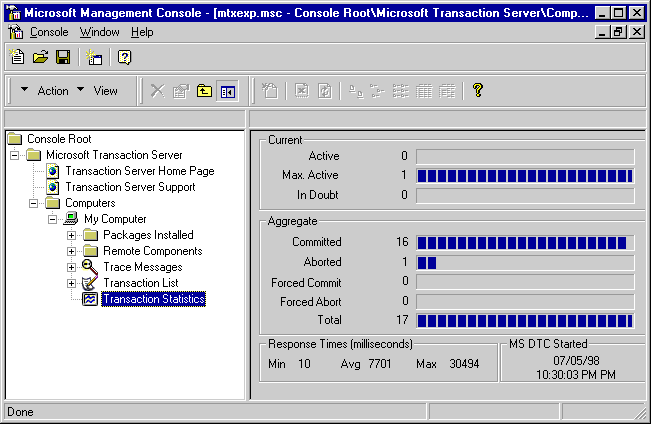 Microsoft Management Console - [mtxexp.msc - Console Root\Microsoft Transaction Server\Comp...
Console Window Help
Action View
Console Root
Microsoft Transaction Server
Transaction Server Home Page
Transaction Server Support
Computers
My Computer
Packages Installed
Remote Components
Trace Messages
Transaction List
Transaction Statistics
Current
Active 0
Max. Active 1
In Doubt 0
Aggregate
Committed 16
Aborted 1
Forced Commit 0
Forced Abort 0
Total 17
Response Times (milliseconds)
Min 10 Avg 7701 Max 30494
MS DTC Started
07/05/98
10:30:03 PM PM
Done